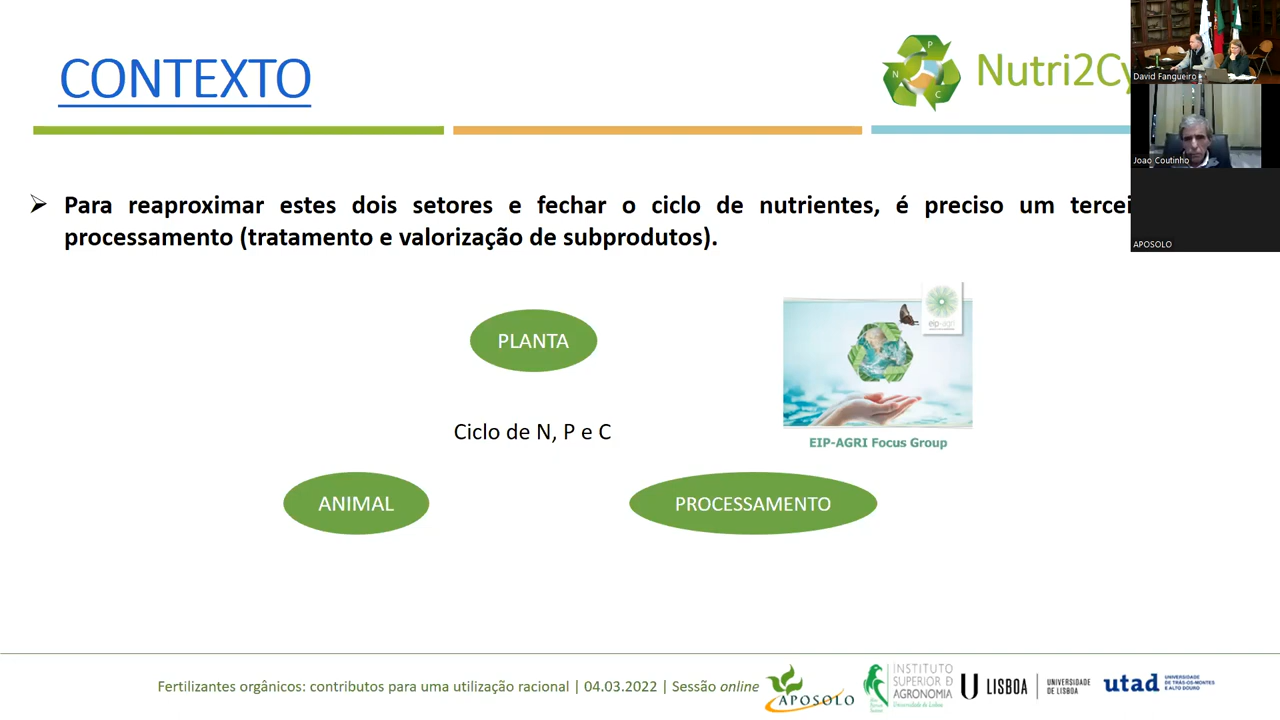 CONTEXTO
P
N
C
Nutri2Cy
David Fangueiro
Joao Coutinho
APOSOLO
➢ Para reaproximar estes dois setores e fechar o ciclo de nutrientes, é preciso um tercei
processamento (tratamento e valorização de subprodutos).
eip-agri
PLANTA
Ciclo de N, P e C
EIP-AGRI Focus Group
ANIMAL
PROCESSAMENTO
Fertilizantes orgânicos: contributos para uma utilização racional | 04.03.2022 | Sessão online
APOSOLO
INSTITUTO
SUPERIOR D
AGRONOMIA
Universidade de Lisboa
LISBOA
UNIVERSIDADE
DE LISBOA
utad
UNIVERSIDADE
DE TRÁS-OS-MONTES
E ALTO DOURO